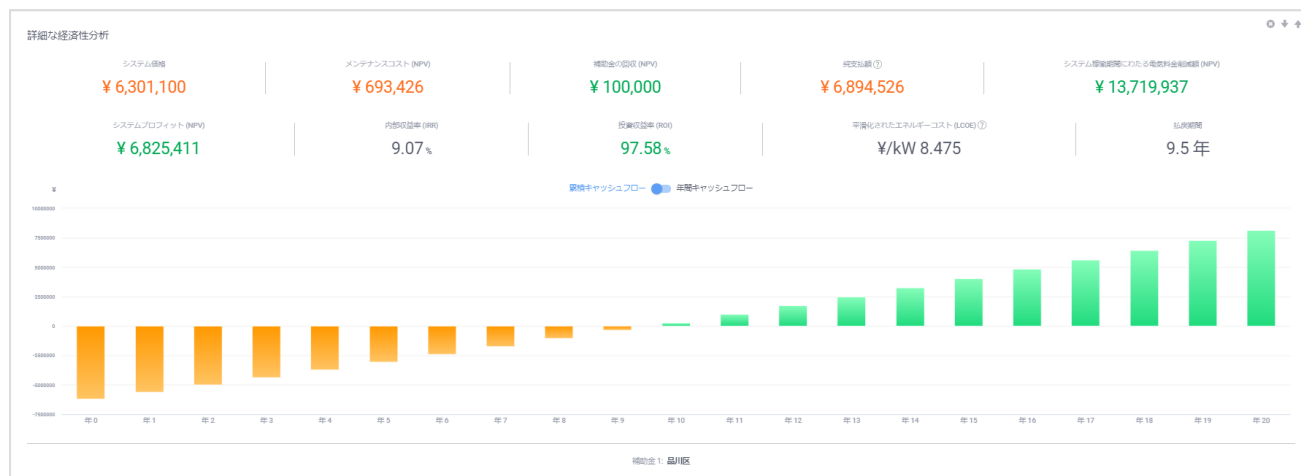 詳細な経済性分析
システム価格
¥ 6,301,100
メンテナンスコスト (NPV)
¥ 693,426
補助金の回収 (NPV)
¥ 100,000
純支払額 ?
¥ 6,894,526
システム稼働期間にわたる電気料金削減額 (NPV)
¥ 13,719,937
システムプロフィット (NPV)
¥ 6,825,411
内部収益率 (IRR)
9.07 %
投資収益率 (ROI)
97.58 %
平滑化されたエネルギーコスト (LCOE) ?
¥/kW 8.475
払戻期間
9.5 年
累積キャッシュフロー 年間キャッシュフロー
¥
10000000
7500000
5000000
2500000
0
-2500000
-5000000
-7500000
年 0 年 1 年 2 年 3 年 4 年 5 年 6 年 7 年 8 年 9 年 10 年 11 年 12 年 13 年 14 年 15 年 16 年 17 年 18 年 19 年 20
補助金 1: 品川区